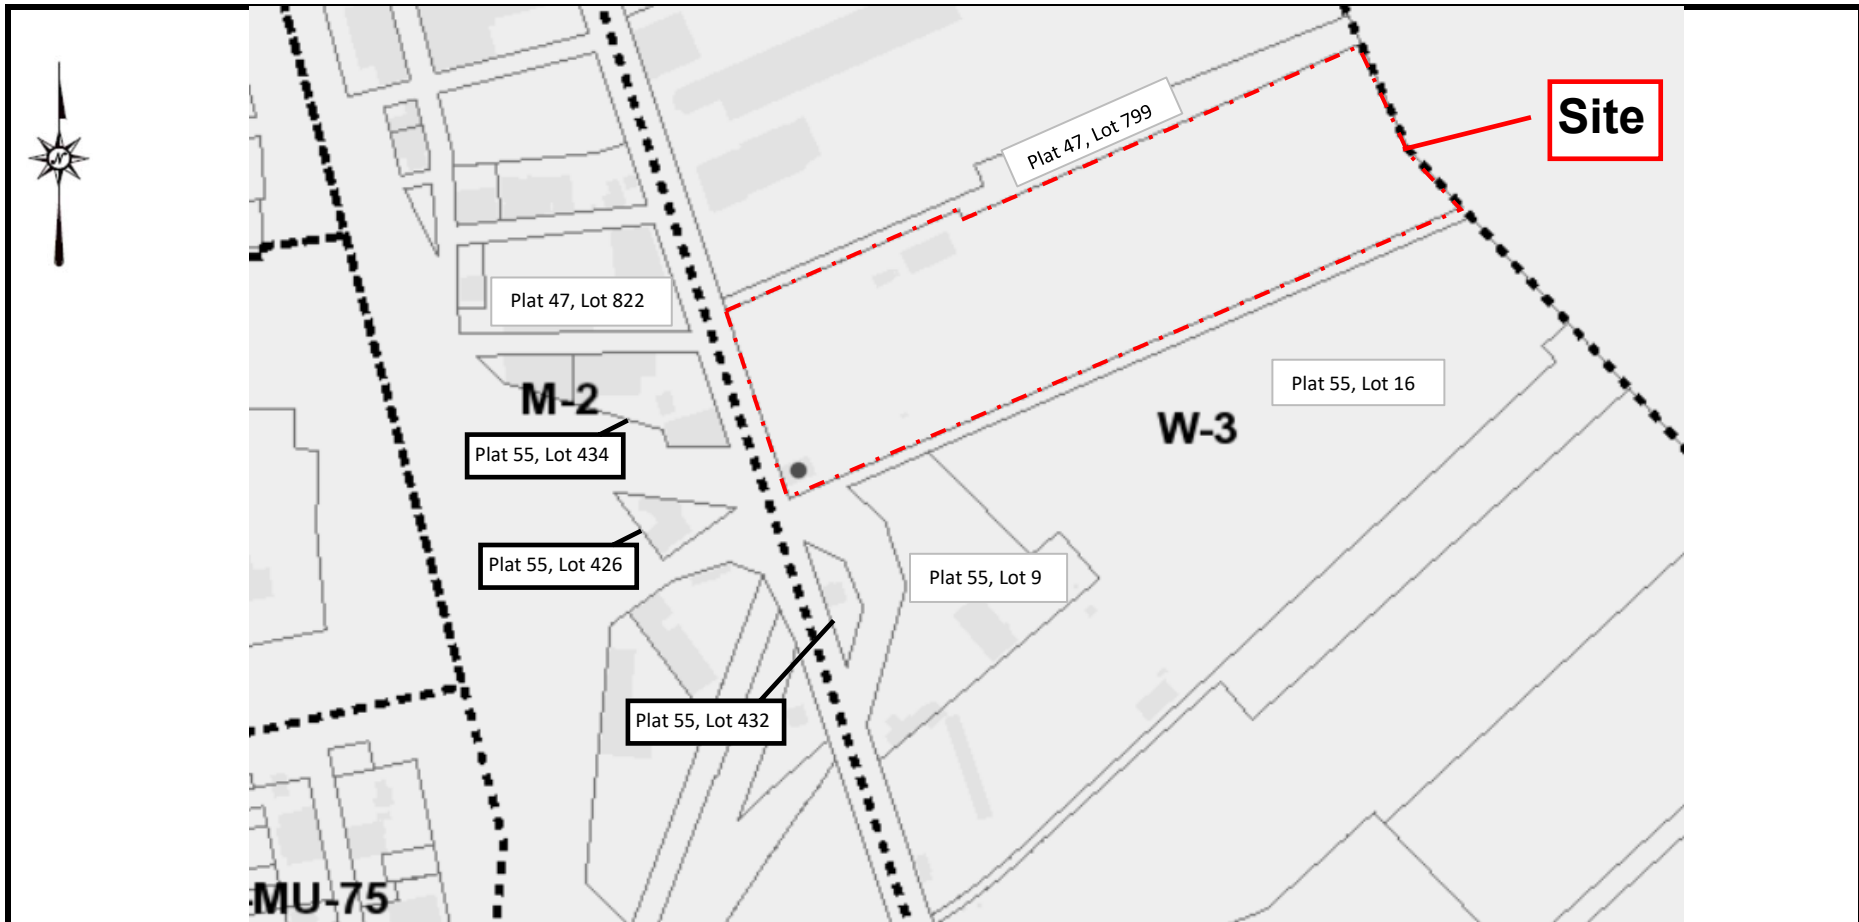 N
Site
Plat 47, Lot 799
Plat 47, Lot 822
Plat 55, Lot 16
M-2
W-3
Plat 55, Lot 434
Plat 55, Lot 426
Plat 55, Lot 9
Plat 55, Lot 432
MU-75